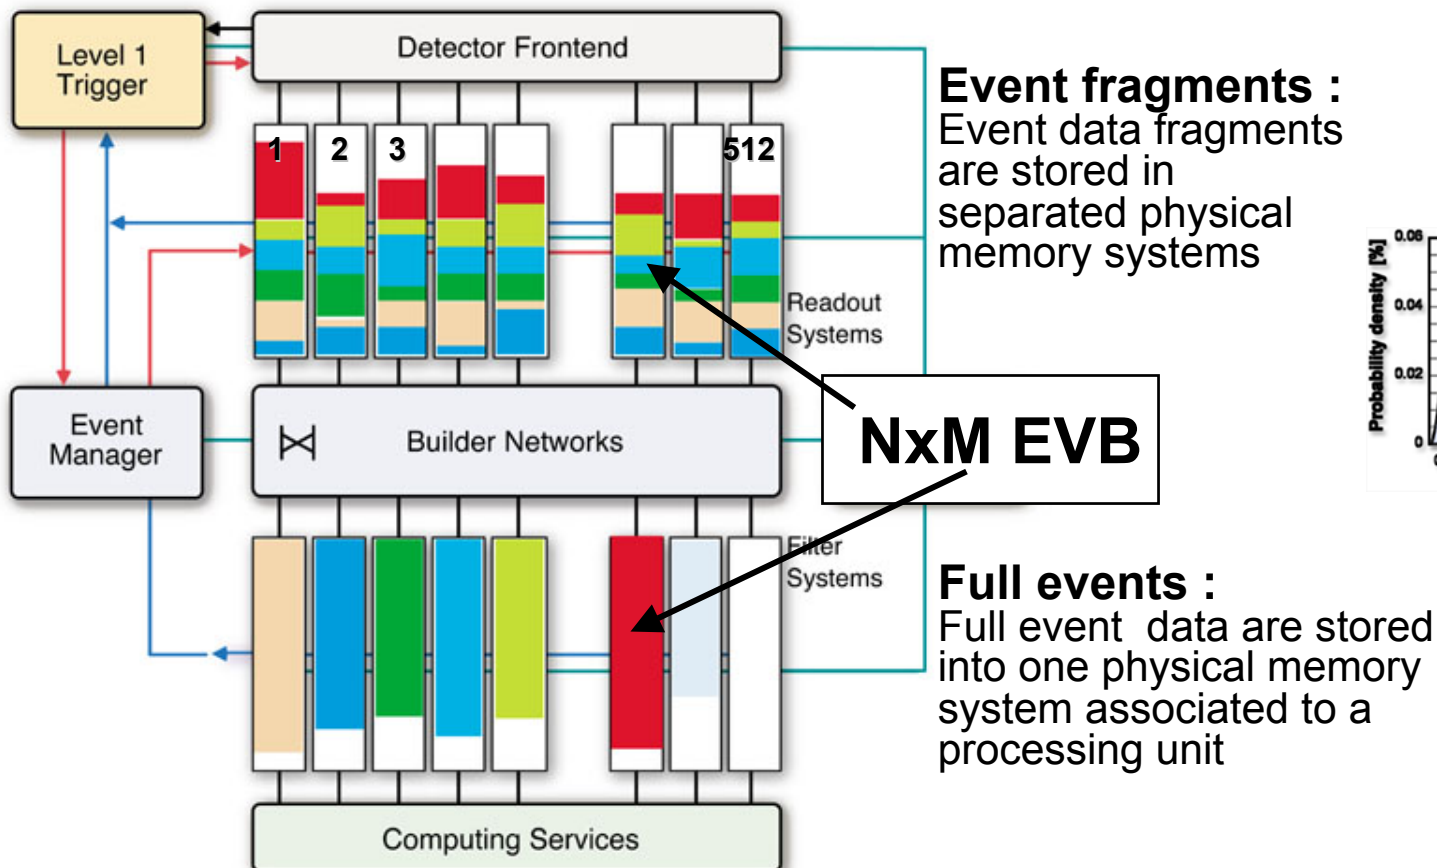 Level 1
Trigger
Detector Frontend
1 2 3 512
Readout
Systems
Event
Manager
Builder Networks
NxM EVB
Filter
Systems
Computing Services
Event fragments :
Event data fragments
are stored in
separated physical
memory systems
Probability density [%]
0.06
0.04
0.02
0
Full events :
Full event data are stored
into one physical memory
system associated to a
processing unit